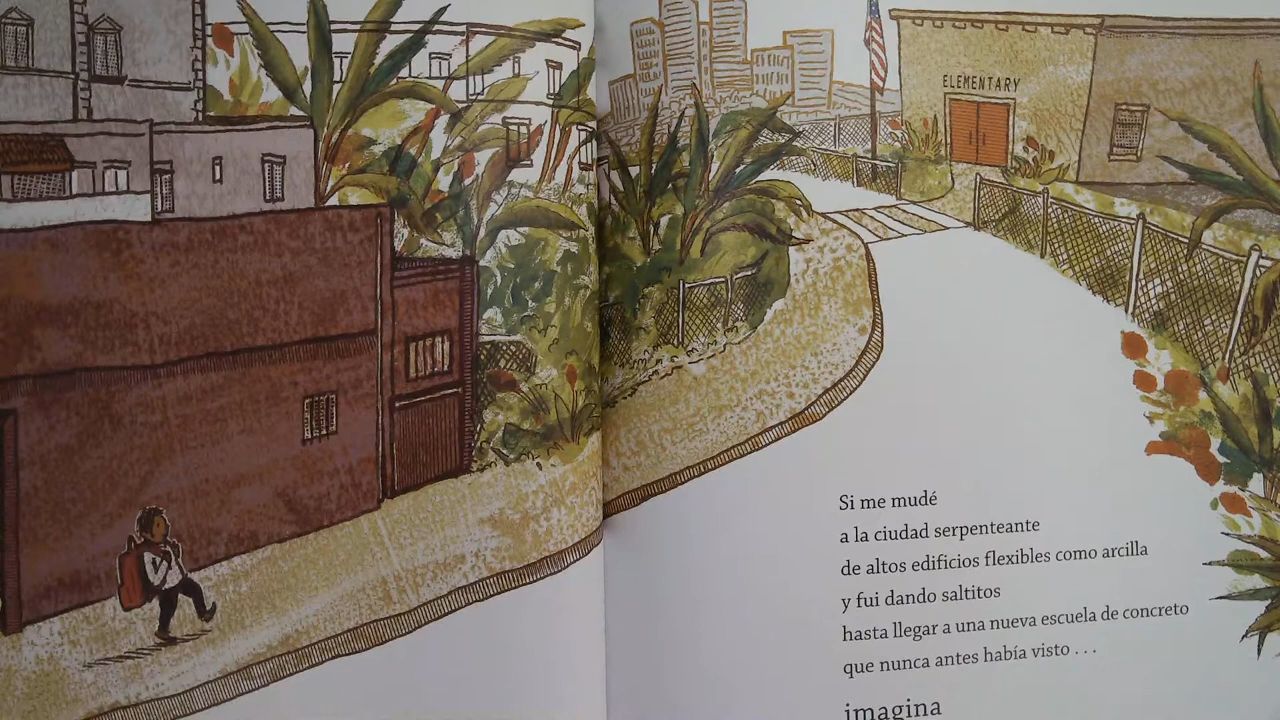 ELEMENTARY
Si me mudé
a la ciudad serpenteante
de altos edificios flexibles como arcilla
y fui dando saltitos
hasta llegar a una nueva escuela de concreto
que nunca antes había visto . . .
imagina